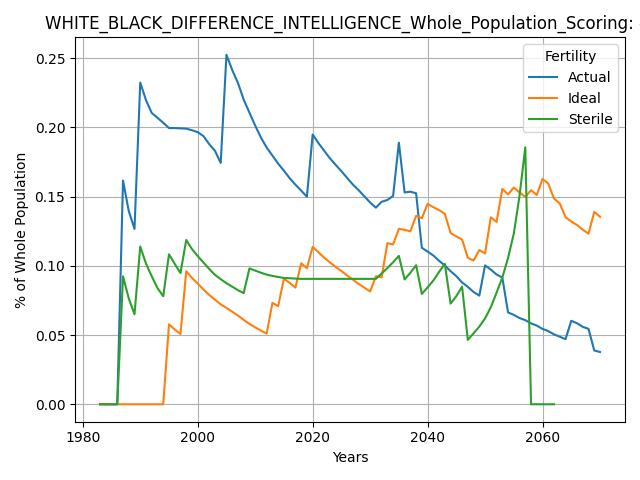 WHITE_BLACK_DIFFERENCE_INTELLIGENCE_Whole_Population_Scoring:
Fertility
Actual
Ideal
Sterile
% of Whole Population
0.25
0.20
0.15
0.10
0.05
0.00
1980 2000 2020 2040 2060
Years